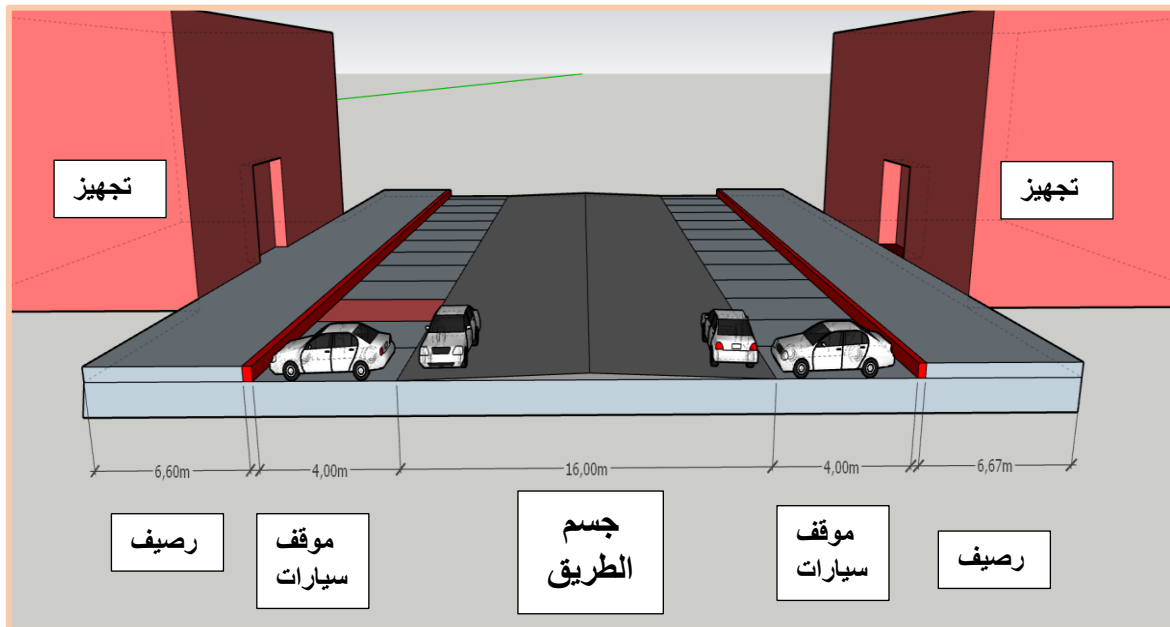 تجهيز
تجهيز
6,60m
4,00m
16,00m
4,00m
6,67m
رصيف
موقف
سيارات
جسم
الطريق
موقف
سيارات
رصيف